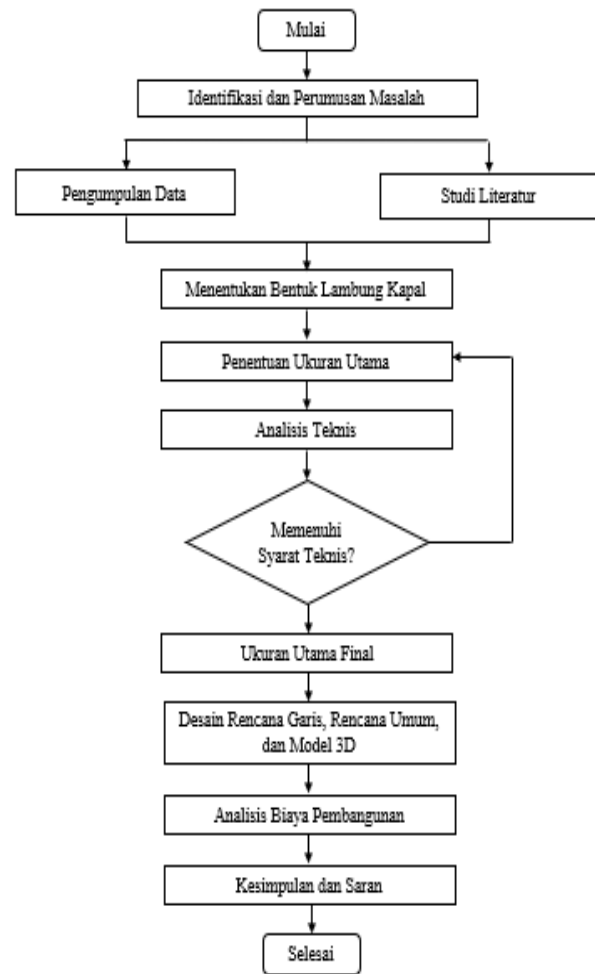 Mulai
Identifikasi dan Perumusan Masalah
Pengumpulan Data
Studi Literatur
Menentukan Bentuk Lambung Kapal
Penentuan Ukuran Utama
Analisis Teknis
Memenuhi
Syarat Teknis?
Ukuran Utama Final
Desain Rencana Garis, Rencana Umum,
dan Model 3D
Analisis Biaya Pembangunan
Kesimpulan dan Saran
Selesai